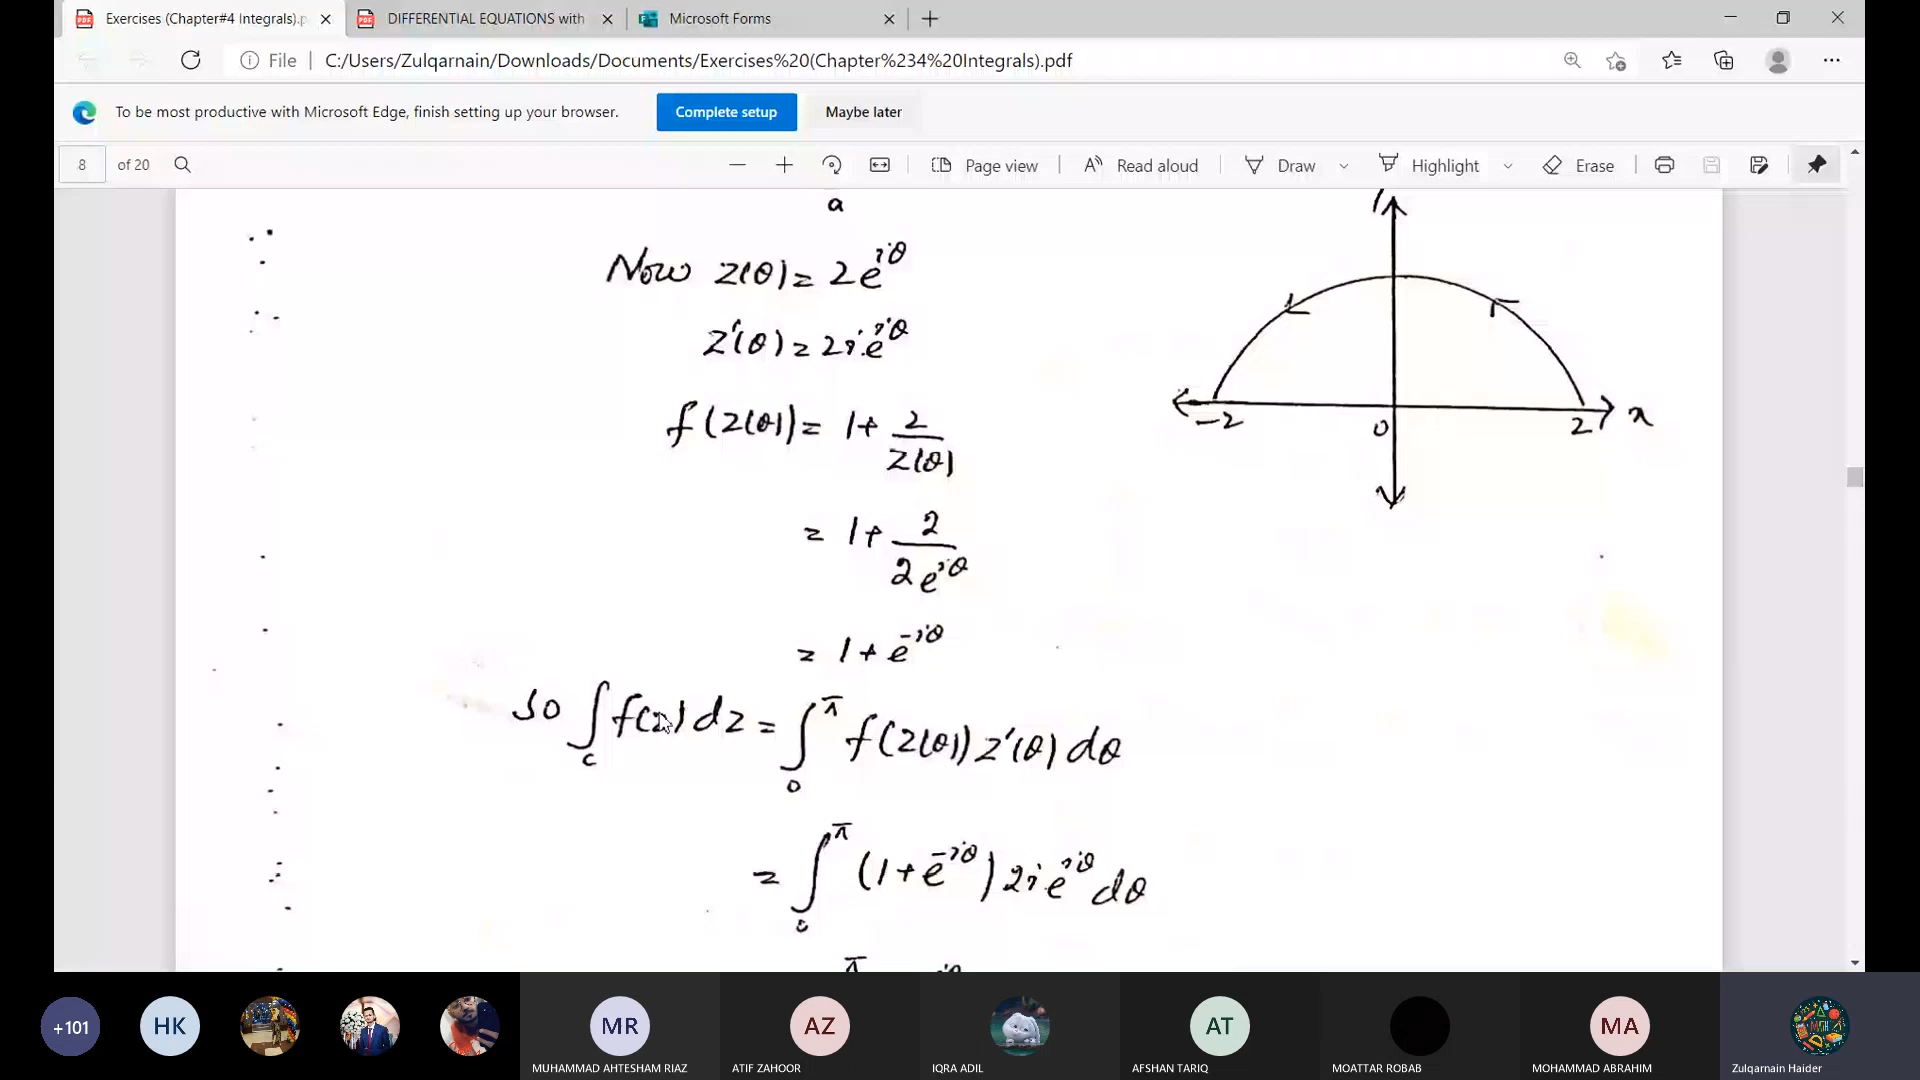 Exercises (Chapter#4 Integrals).p
DIFFERENTIAL EQUATIONS with
Microsoft Forms
File | C:/Users/Zulqarnain/Downloads/Documents/Exercises%20(Chapter%234%20Integrals).pdf
To be most productive with Microsoft Edge, finish setting up your browser.
Complete setup
Maybe later
8 of 20
Page view
Read aloud
Draw
Highlight
Erase
a
Now z(θ) = 2e^{iθ}
z'(θ) = 2i e^{iθ}
f(z(θ)) = 1 + 2/z(θ)
= 1 + 2/(2e^{iθ})
= 1 + e^{-iθ}
So ∫_c f(z) dz = ∫_0^π f(z(θ)) z'(θ) dθ
= ∫_0^π (1 + e^{-iθ}) 2i e^{iθ} dθ
-2 0 2 x
+101
HK
MR
AZ
AT
MA
MUHAMMAD AHTESHAM RIAZ
ATIF ZAHOOR
IQRA ADIL
AFSHAN TARIQ
MOATTAR ROBAB
MOHAMMAD ABRAHIM
Zulqarnain Haider